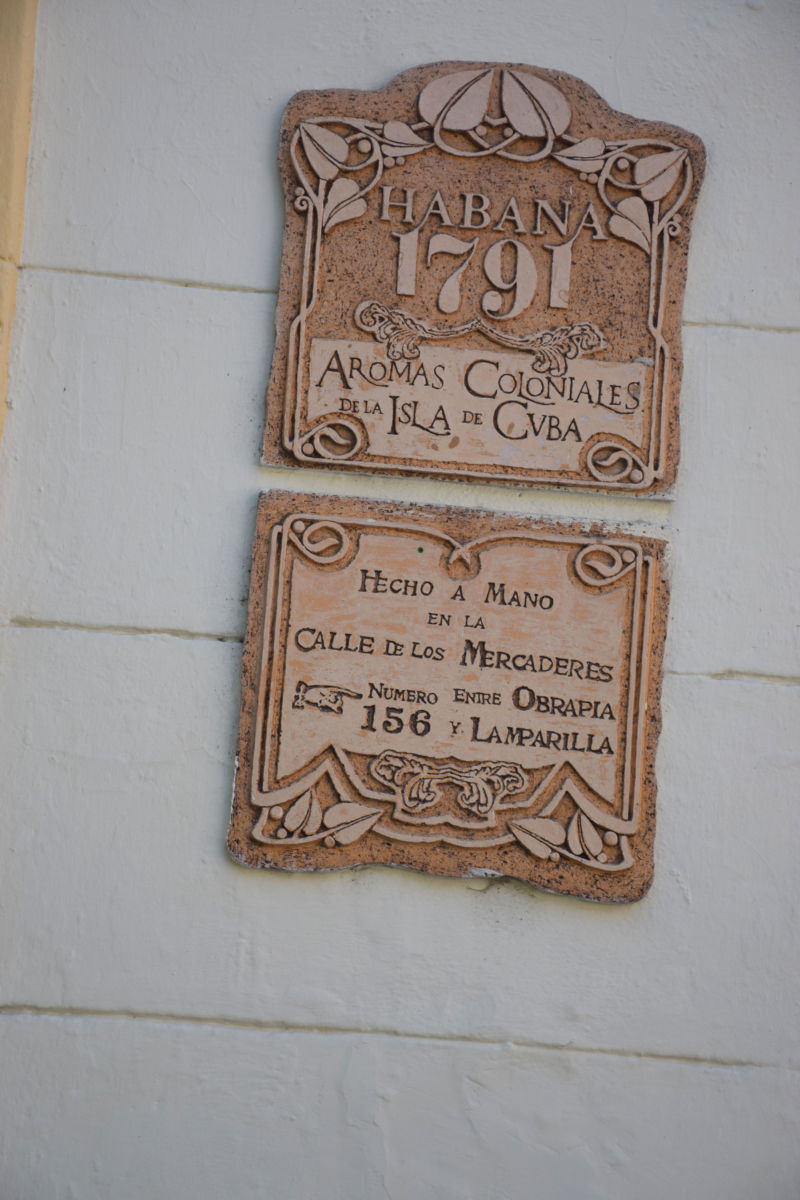 HABANA
1791
AROMAS COLONIALES
DE LA ISLA DE CUBA
HECHO A MANO
EN LA
CALLE DE LOS MERCADERES
NUMERO ENTRE OBRAPIA
156 Y LAMPARILLA